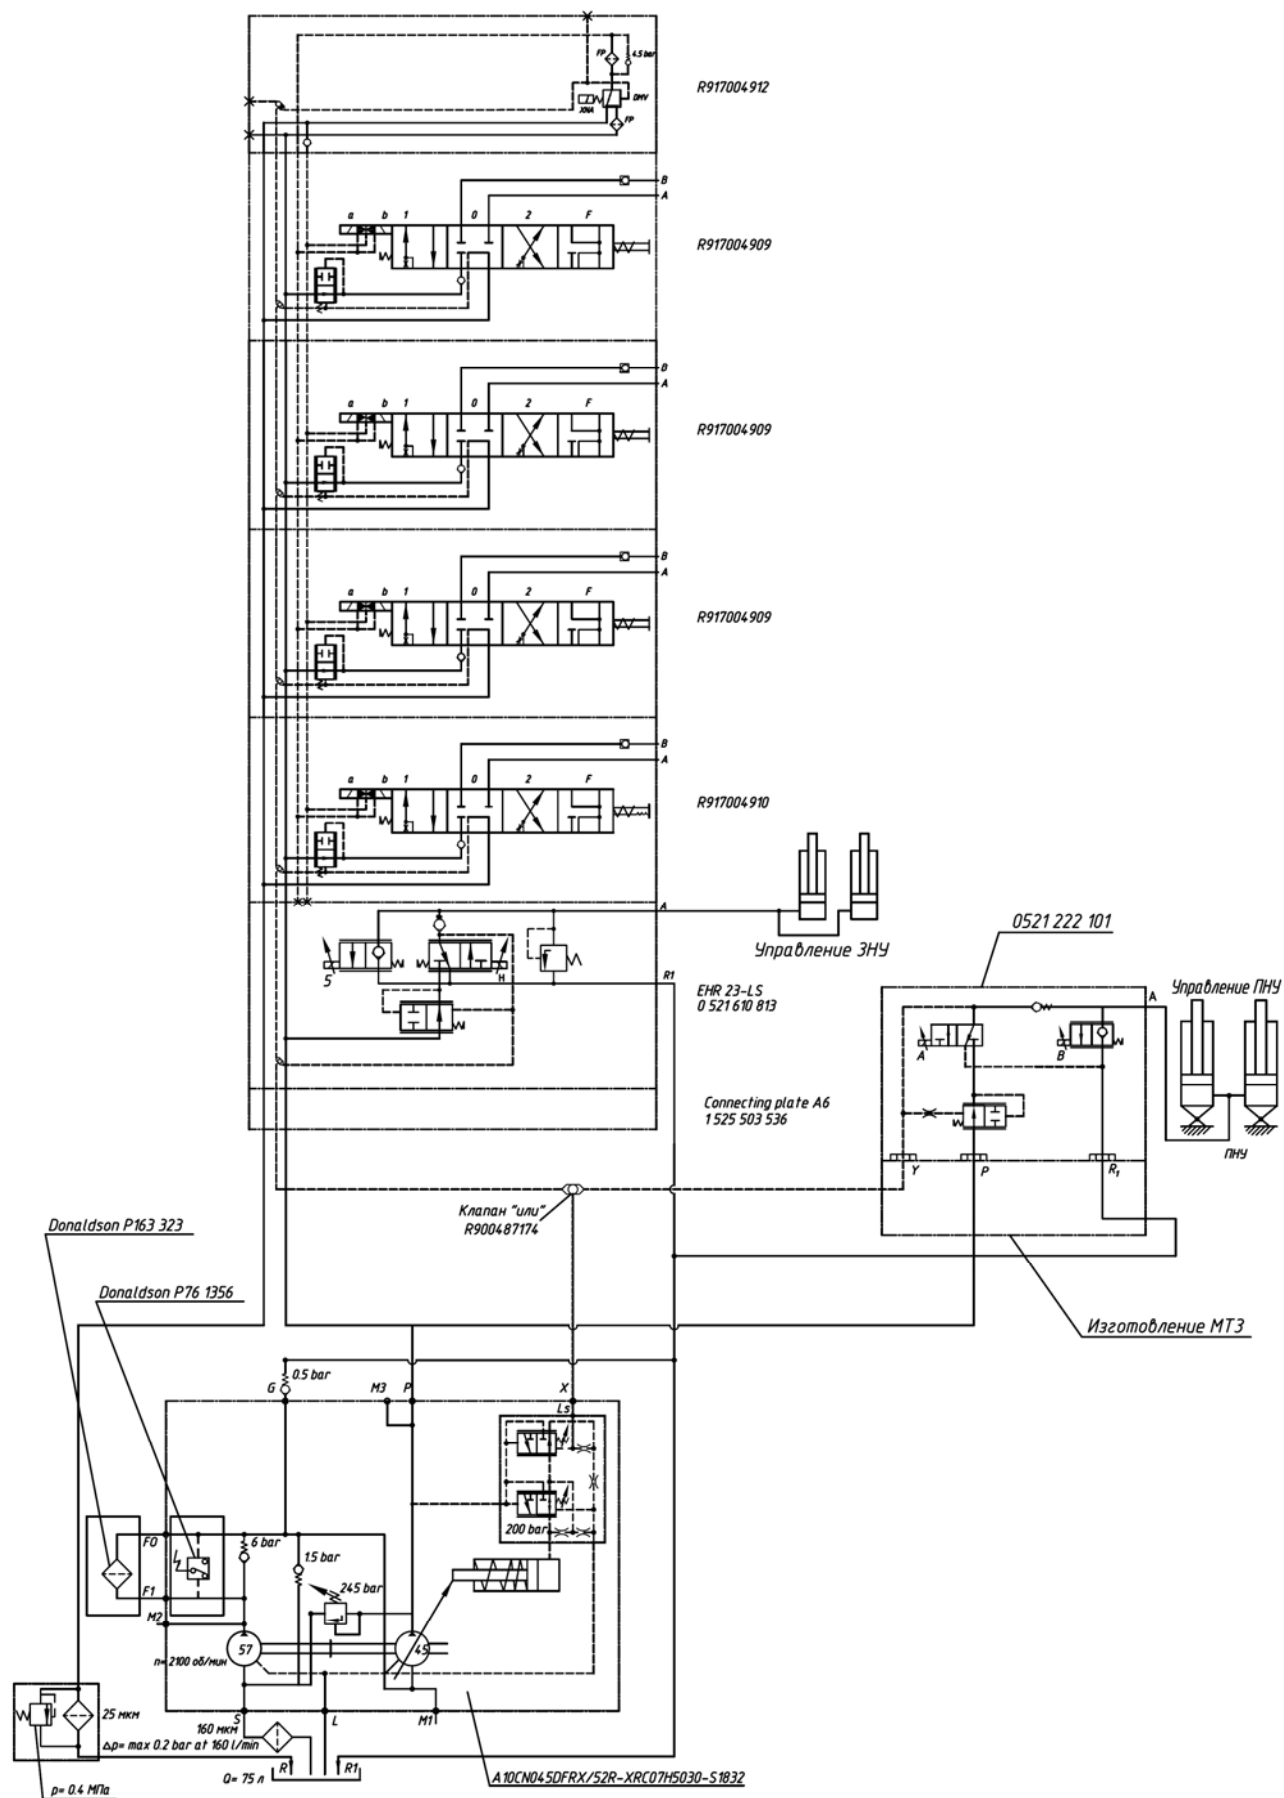 FP
4.5 bar
R917004912
XNA
DMV
FP
B
A
a
b
1
0
2
F
R917004909
B
A
a
b
1
0
2
F
R917004909
B
A
a
b
1
0
2
F
R917004909
B
A
a
b
1
0
2
F
R917004910
A
Управление ЗНУ
0521 222 101
S
H
R1
EHR 23-LS
0 521 610 813
A
Управление ПНУ
A
B
Connecting plate A6
1 525 503 536
ПНУ
Y
P
R1
Клапан "или"
R900487174
Donaldson P163 323
Donaldson P76 1356
Изготовление МТЗ
0.5 bar
G
M3
P
X
Ls
200 bar
F0
6 bar
1.5 bar
245 bar
F1
M2
57
45
n= 2100 об/мин
S
L
M1
25 мкм
160 мкм
Δp= max 0.2 bar at 160 l/min
R
R1
Q= 75 л
A10CN045DFRX/52R-XRC07H5030-S1832
p= 0.4 МПа